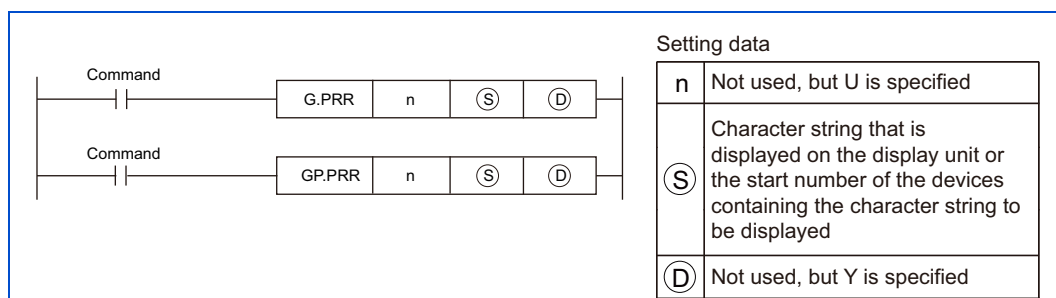 Setting data
Command
G.PRR n Ⓢ Ⓓ
Command
GP.PRR n Ⓢ Ⓓ
n Not used, but U is specified
Ⓢ Character string that is
displayed on the display unit or
the start number of the devices
containing the character string to
be displayed
Ⓓ Not used, but Y is specified